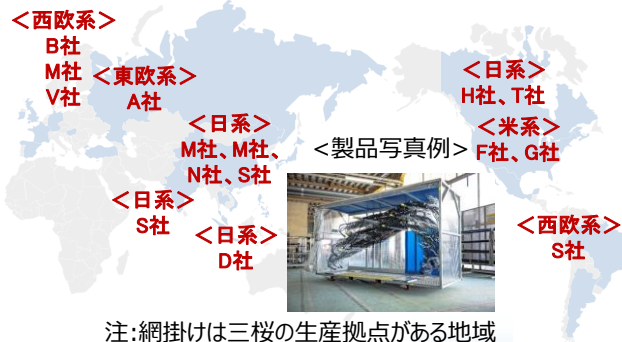 ＜西欧系＞
B社
M社
V社
＜東欧系＞
A社
＜日系＞
M社、M社、
N社、S社
＜日系＞
S社
＜日系＞
D社
＜製品写真例＞
＜日系＞
H社、T社
＜米系＞
F社、G社
＜西欧系＞
S社
注：網掛けは三桜の生産拠点がある地域